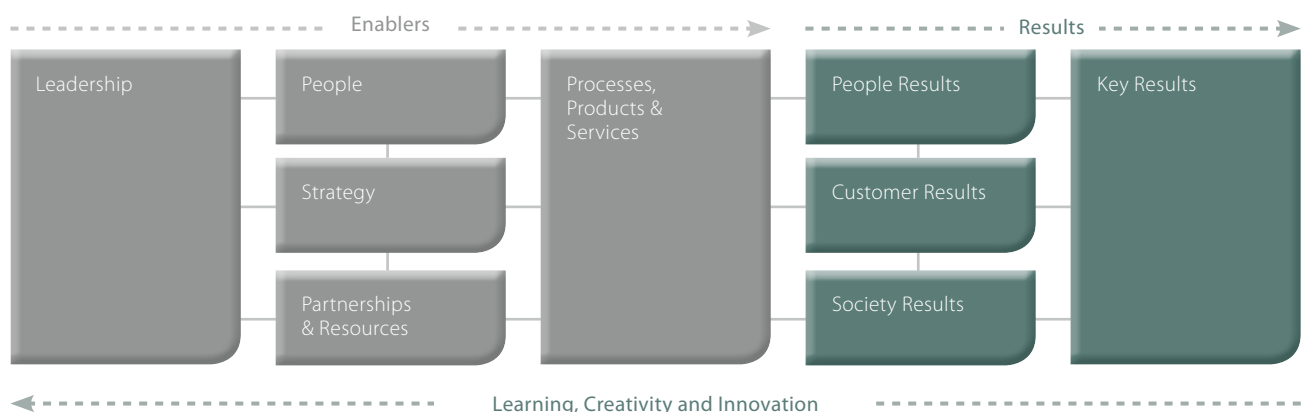 Enablers
Results
Leadership
People
Processes,
Products &
Services
People Results
Key Results
Strategy
Customer Results
Partnerships
& Resources
Society Results
Learning, Creativity and Innovation